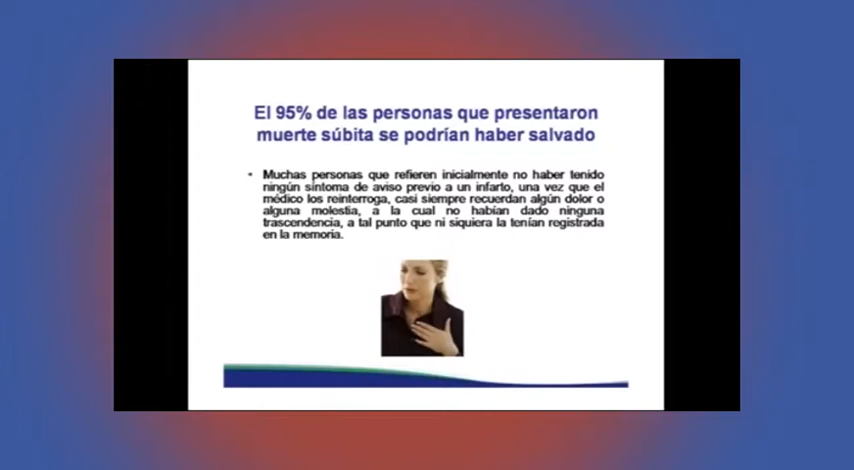 El 95% de las personas que presentaron
muerte súbita se podrían haber salvado
• Muchas personas que refieren inicialmente no haber tenido
ningún síntoma de aviso previo a un infarto, una vez que el
médico los reinterroga, casi siempre recuerdan algún dolor o
alguna molestia, a la cual no habían dado ninguna
trascendencia, a tal punto que ni siquiera la tenían registrada
en la memoria.